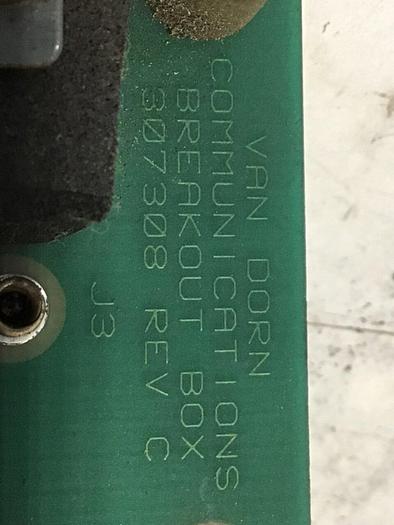 VAN DORN
COMMUNICATIONS
BREAKOUT BOX
307308 REV C
J3